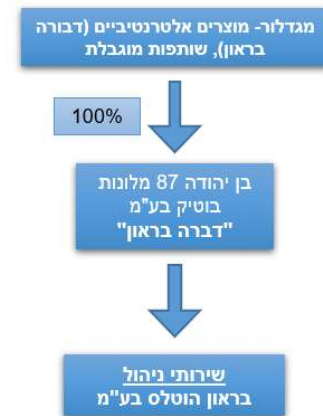 מגדלור- מוצרים אלטרנטיביים (דבורה
בראון), שותפות מוגבלת
100%
בן יהודה 87 מלונות
בוטיק בע"מ
"דברה בראון"
שירותי ניהול
בראון הוטלס בע"מ